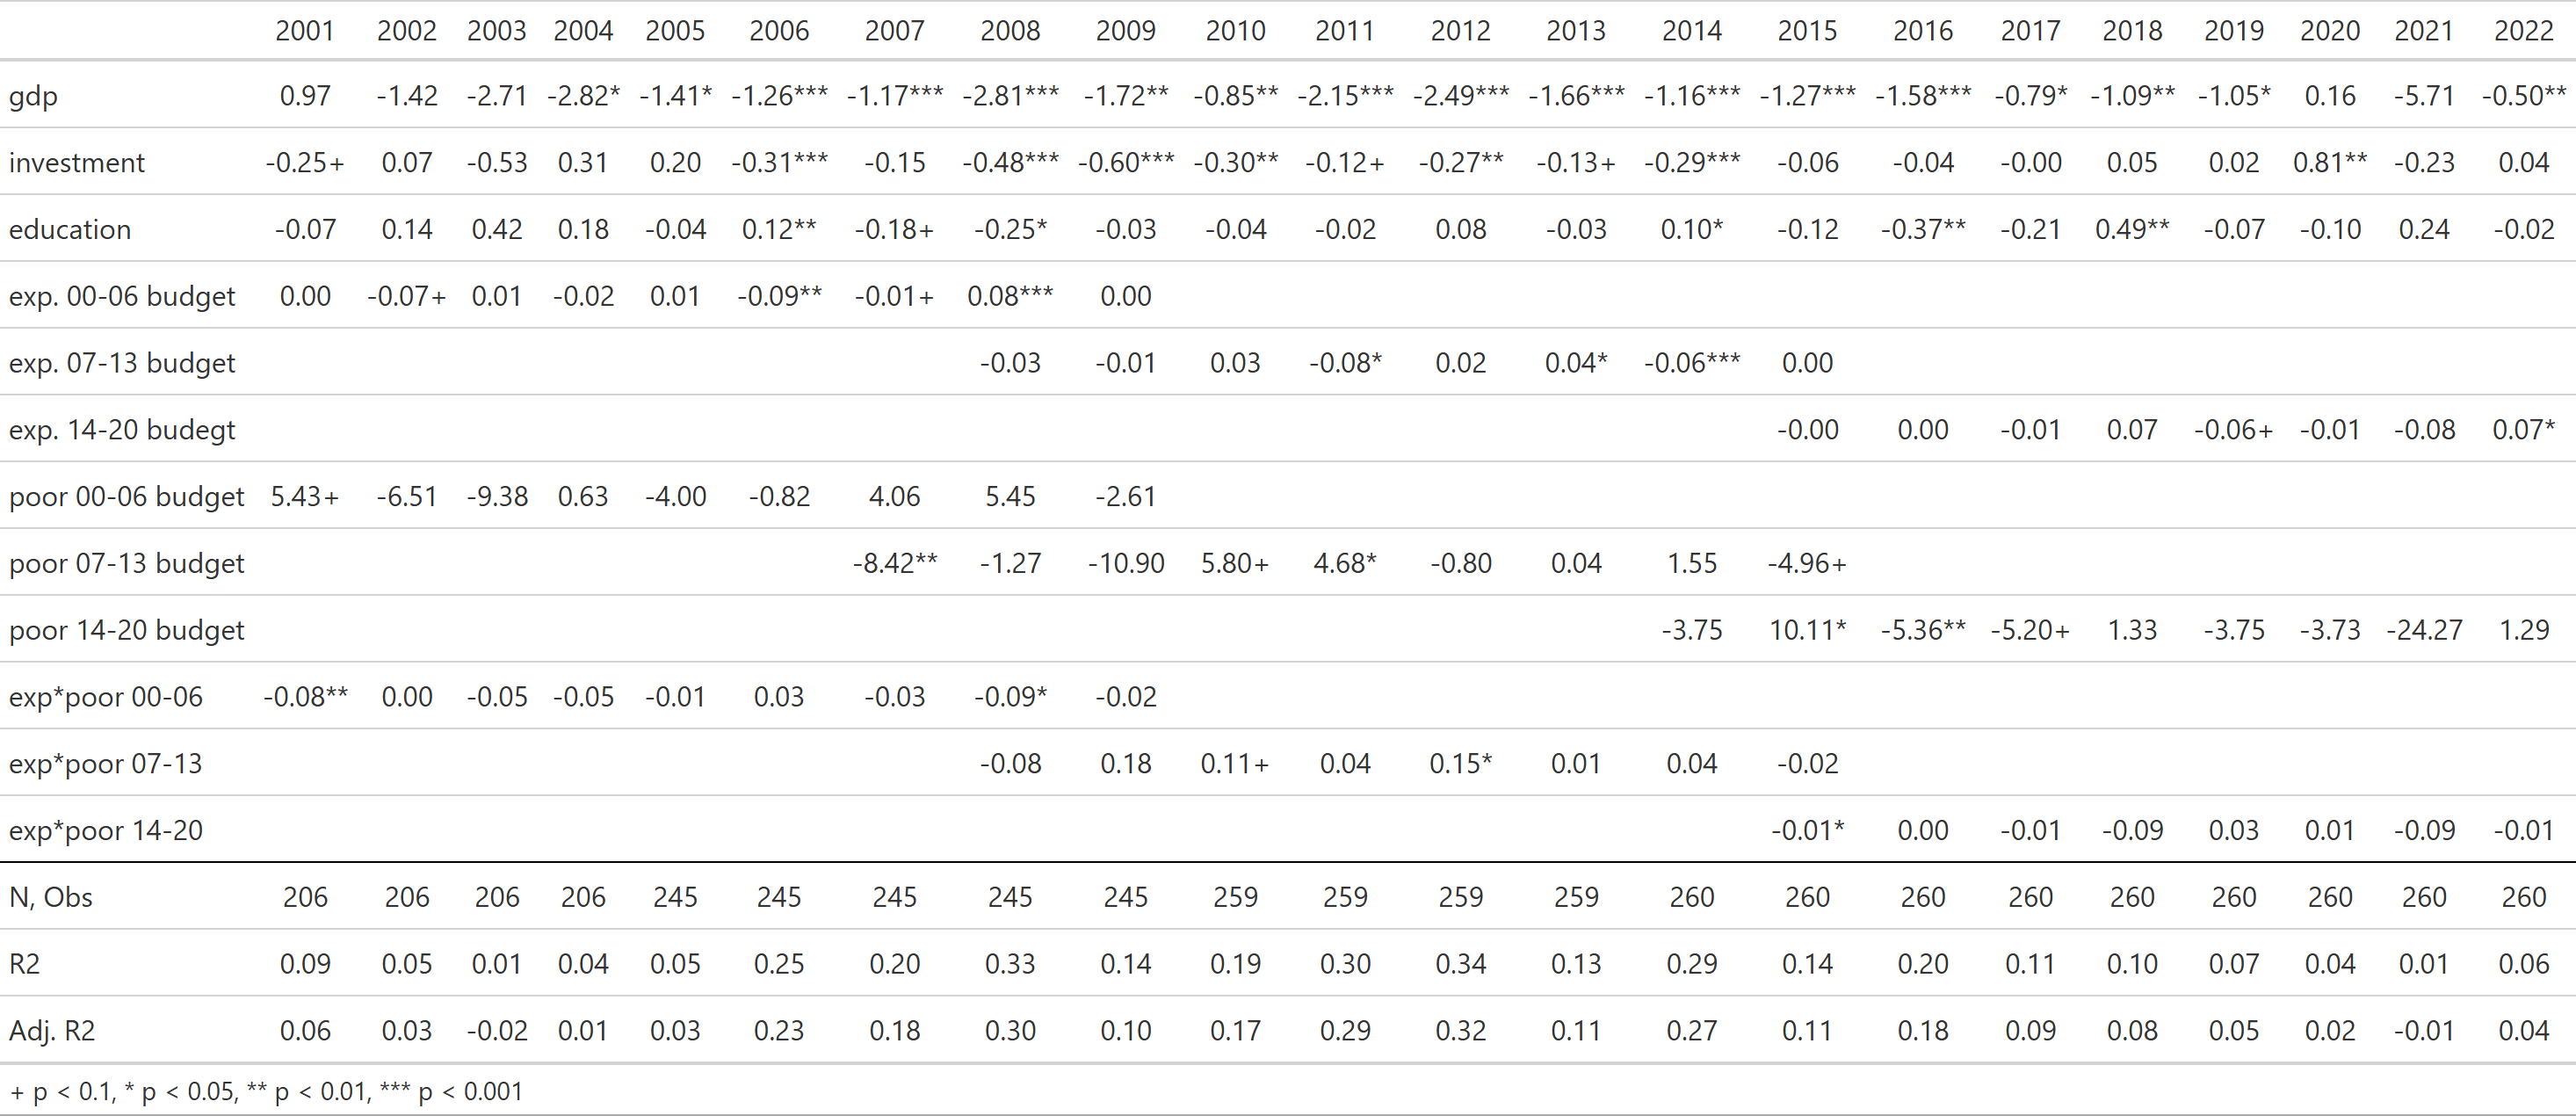 2001 2002 2003 2004 2005 2006 2007 2008 2009 2010 2011 2012 2013 2014 2015 2016 2017 2018 2019 2020 2021 2022
gdp 0.97 -1.42 -2.71 -2.82* -1.41* -1.26*** -1.17*** -2.81*** -1.72** -0.85** -2.15*** -2.49*** -1.66*** -1.16*** -1.27*** -1.58*** -0.79* -1.09** -1.05* 0.16 -5.71 -0.50**
investment -0.25+ 0.07 -0.53 0.31 0.20 -0.31*** -0.15 -0.48*** -0.60*** -0.30** -0.12+ -0.27** -0.13+ -0.29*** -0.06 -0.04 -0.00 0.05 0.02 0.81** -0.23 0.04
education -0.07 0.14 0.42 0.18 -0.04 0.12** -0.18+ -0.25* -0.03 -0.04 -0.02 0.08 -0.03 0.10* -0.12 -0.37** -0.21 0.49** -0.07 -0.10 0.24 -0.02
exp. 00-06 budget 0.00 -0.07+ 0.01 -0.02 0.01 -0.09** -0.01+ 0.08*** 0.00
exp. 07-13 budget -0.03 -0.01 0.03 -0.08* 0.02 0.04* -0.06*** 0.00
exp. 14-20 budegt -0.00 0.00 -0.01 0.07 -0.06+ -0.01 -0.08 0.07*
poor 00-06 budget 5.43+ -6.51 -9.38 0.63 -4.00 -0.82 4.06 5.45 -2.61
poor 07-13 budget -8.42** -1.27 -10.90 5.80+ 4.68* -0.80 0.04 1.55 -4.96+
poor 14-20 budget -3.75 10.11* -5.36** -5.20+ 1.33 -3.75 -3.73 -24.27 1.29
exp*poor 00-06 -0.08** 0.00 -0.05 -0.05 -0.01 0.03 -0.03 -0.09* -0.02
exp*poor 07-13 -0.08 0.18 0.11+ 0.04 0.15* 0.01 0.04 -0.02
exp*poor 14-20 -0.01* 0.00 -0.01 -0.09 0.03 0.01 -0.09 -0.01
N, Obs 206 206 206 206 245 245 245 245 245 259 259 259 259 260 260 260 260 260 260 260 260 260
R2 0.09 0.05 0.01 0.04 0.05 0.25 0.20 0.33 0.14 0.19 0.30 0.34 0.13 0.29 0.14 0.20 0.11 0.10 0.07 0.04 0.01 0.06
Adj. R2 0.06 0.03 -0.02 0.01 0.03 0.23 0.18 0.30 0.10 0.17 0.29 0.32 0.11 0.27 0.11 0.18 0.09 0.08 0.05 0.02 -0.01 0.04
+ p < 0.1, * p < 0.05, ** p < 0.01, *** p < 0.001